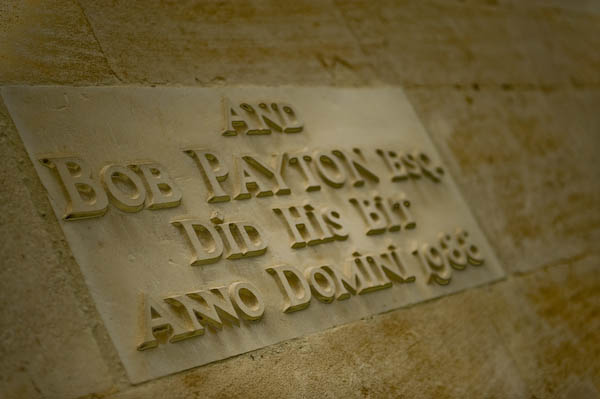 AND
BOB PAYTON ESQ.
DID HIS BIT
ANNO DOMINI 1988